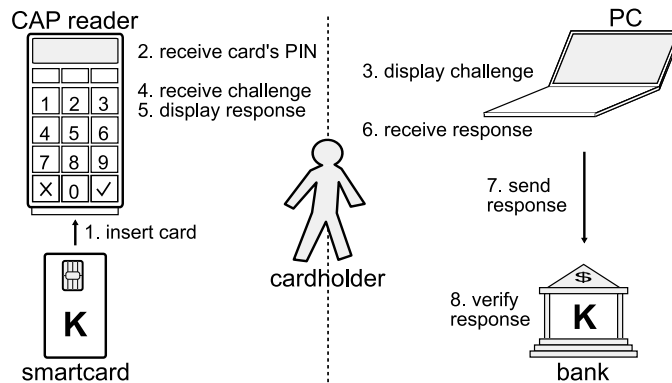 CAP reader
PC
2. receive card's PIN
3. display challenge
4. receive challenge
5. display response
1 2 3
4 5 6
7 8 9
X 0 ✓
6. receive response
7. send
response
1. insert card
cardholder
$
8. verify
response
K
K
smartcard
bank